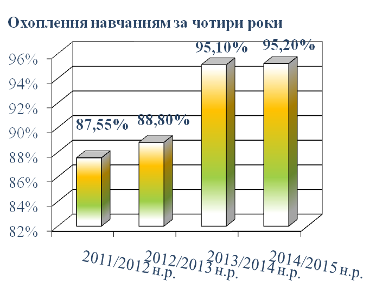 Охоплення навчанням за чотири роки
96%
94%
92%
90%
88%
86%
84%
82%
87,55%
88,80%
95,10%
95,20%
2011/2012 н.р.
2012/2013 н.р.
2013/2014 н.р.
2014/2015 н.р.